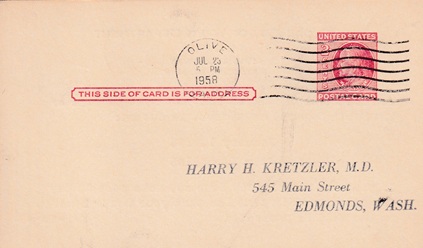 OLIVE
JUL 23
5 PM
1958
UNITED STATES
POSTAL CARD
THIS SIDE OF CARD IS FOR ADDRESS
HARRY H. KRETZLER, M.D.
545 Main Street
EDMONDS, WASH.